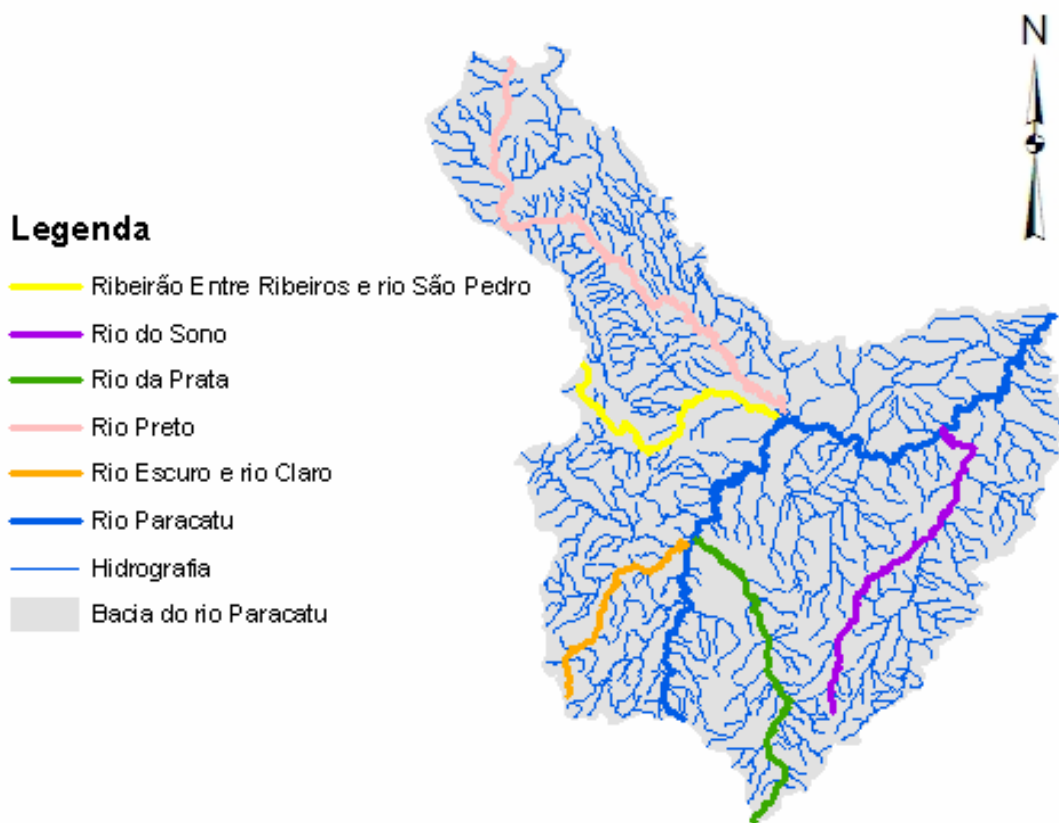 N
Legenda
Ribeirão Entre Ribeiros e rio São Pedro
Rio do Sono
Rio da Prata
Rio Preto
Rio Escuro e rio Claro
Rio Paracatu
Hidrografia
Bacia do rio Paracatu